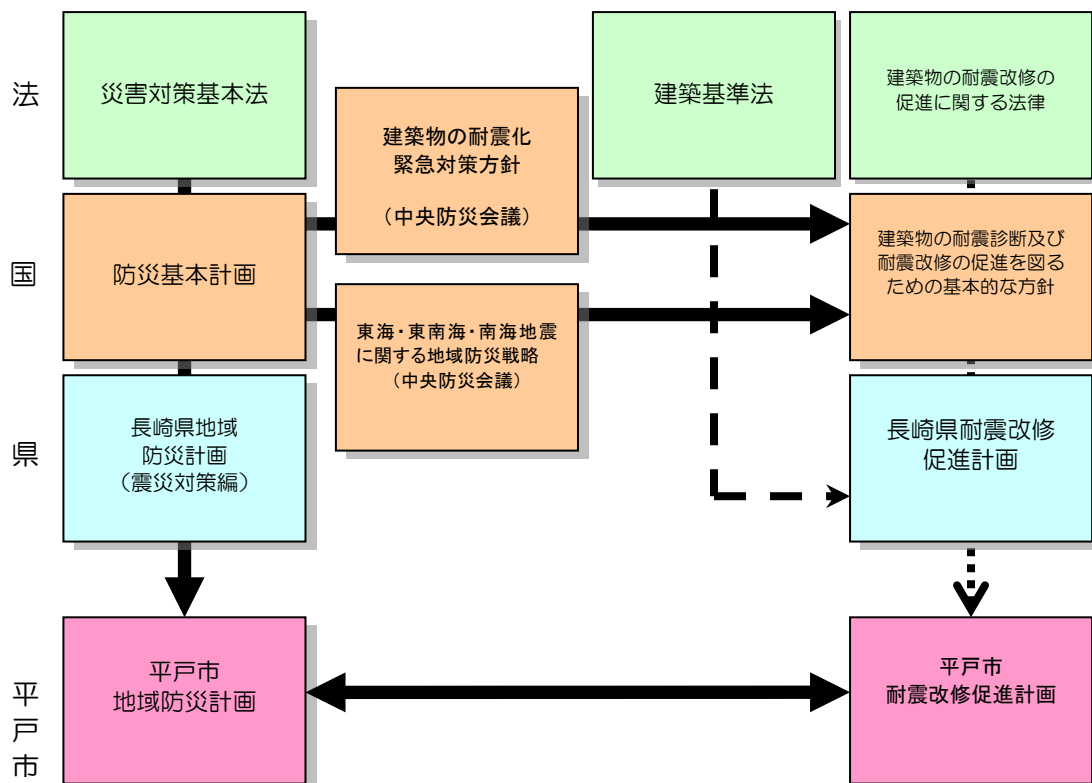 法
災害対策基本法
建築基準法
建築物の耐震改修の
促進に関する法律
建築物の耐震化
緊急対策方針
（中央防災会議）
国
防災基本計画
建築物の耐震診断及び
耐震改修の促進を図る
ための基本的な方針
東海・東南海・南海地震
に関する地域防災戦略
（中央防災会議）
県
長崎県地域
防災計画
（震災対策編）
長崎県耐震改修
促進計画
平戸市
平戸市
地域防災計画
平戸市
耐震改修促進計画